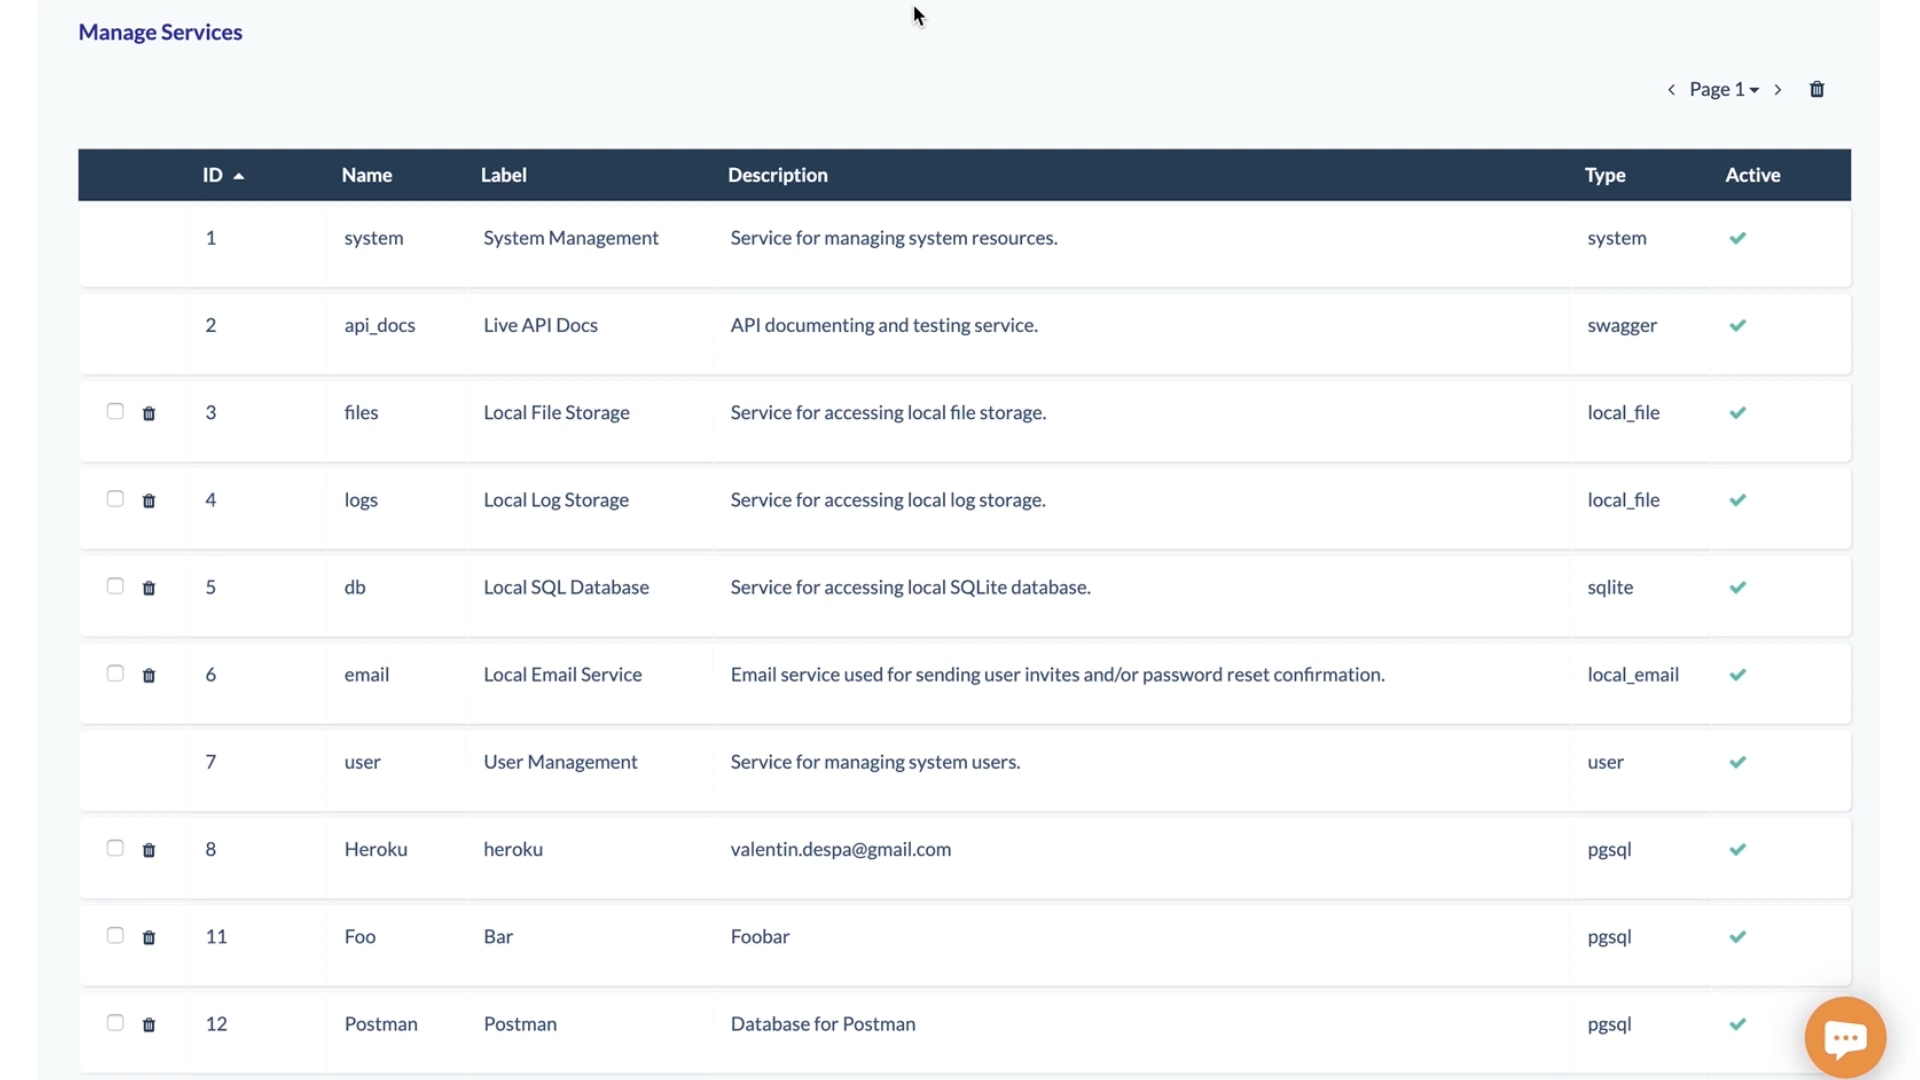 Manage Services
Page 1
ID Name Label Description Type Active
1 system System Management Service for managing system resources. system
2 api_docs Live API Docs API documenting and testing service. swagger
3 files Local File Storage Service for accessing local file storage. local_file
4 logs Local Log Storage Service for accessing local log storage. local_file
5 db Local SQL Database Service for accessing local SQLite database. sqlite
6 email Local Email Service Email service used for sending user invites and/or password reset confirmation. local_email
7 user User Management Service for managing system users. user
8 Heroku heroku valentin.despa@gmail.com pgsql
11 Foo Bar Foobar pgsql
12 Postman Postman Database for Postman pgsql